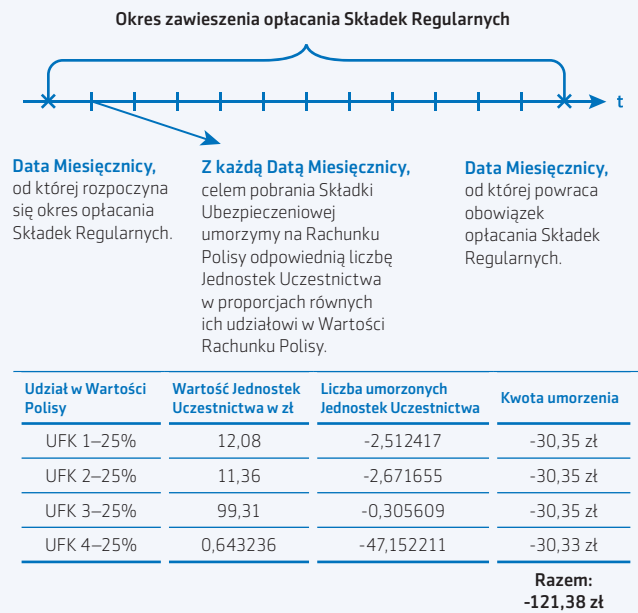 Okres zawieszenia opłacania Składek Regularnych
t
Data Miesięcznicy,
od której rozpoczyna
się okres opłacania
Składek Regularnych.
Z każdą Datą Miesięcznicy,
celem pobrania Składki
Ubezpieczeniowej
umorzymy na Rachunku
Polisy odpowiednią liczbę
Jednostek Uczestnictwa
w proporcjach równych
ich udziałowi w Wartości
Rachunku Polisy.
Data Miesięcznicy,
od której powraca
obowiązek
opłacania Składek
Regularnych.
Udział w Wartości
Polisy
Wartość Jednostek
Uczestnictwa w zł
Liczba umorzonych
Jednostek Uczestnictwa
Kwota umorzenia
UFK 1–25% 12,08 -2,512417 -30,35 zł
UFK 2–25% 11,36 -2,671655 -30,35 zł
UFK 3–25% 99,31 -0,305609 -30,35 zł
UFK 4–25% 0,643236 -47,152211 -30,33 zł
Razem:
-121,38 zł